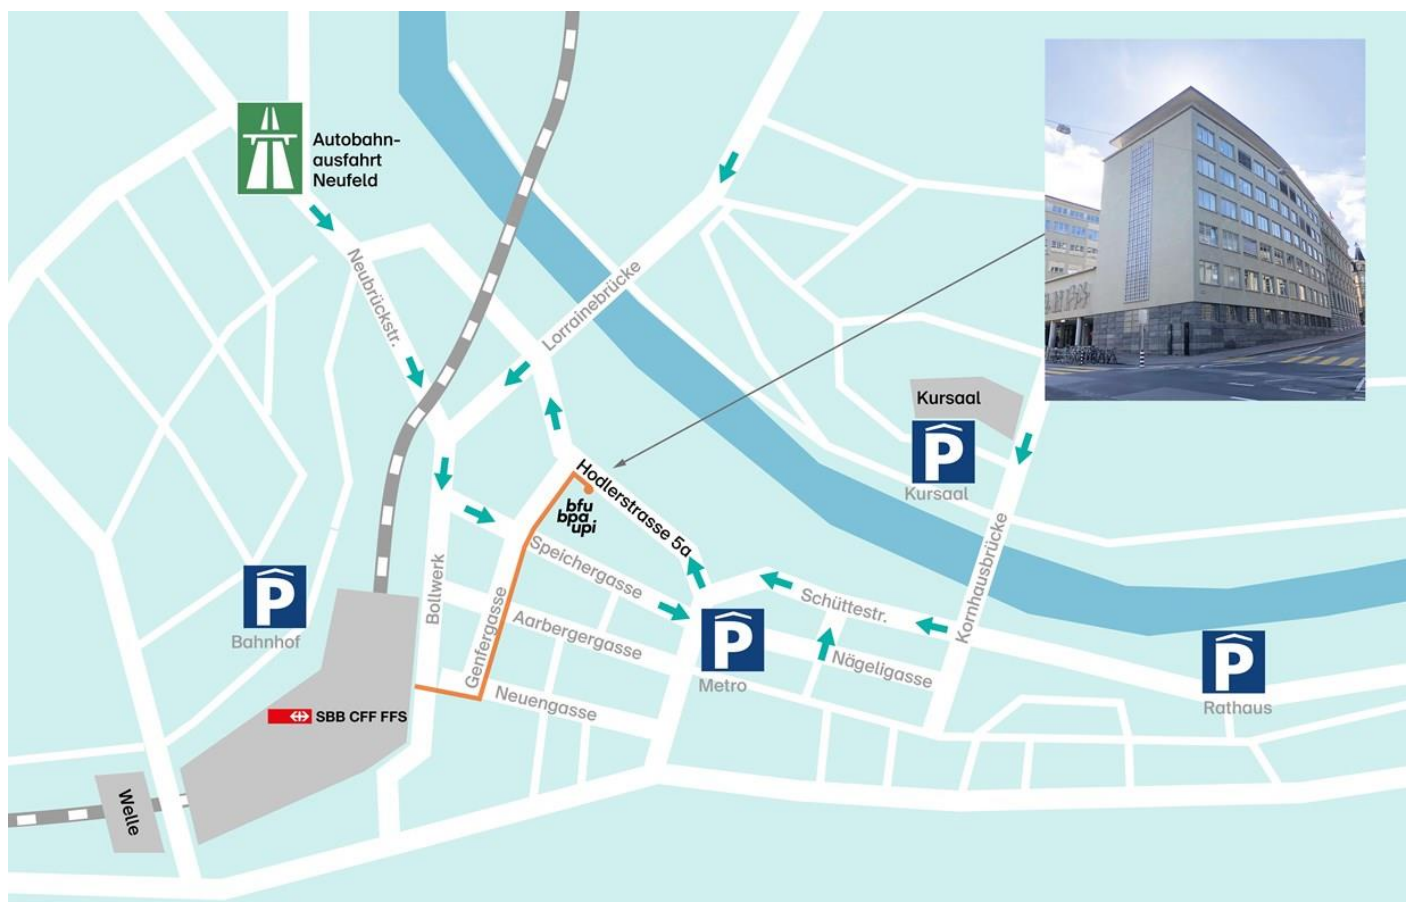 Autobahn-
ausfahrt
Neufeld
Neubrückstr.
Lorrainebrücke
Kursaal
P
Kursaal
Hodlerstrasse 5a
bfu
bpa
upi
Speichergasse
Kornhausbrücke
P
Bahnhof
Bollwerk
Genfergasse
Aarbergergasse
Schüttestr.
P
Metro
Nägeligasse
P
Rathaus
Neuengasse
SBB CFF FFS
Welle